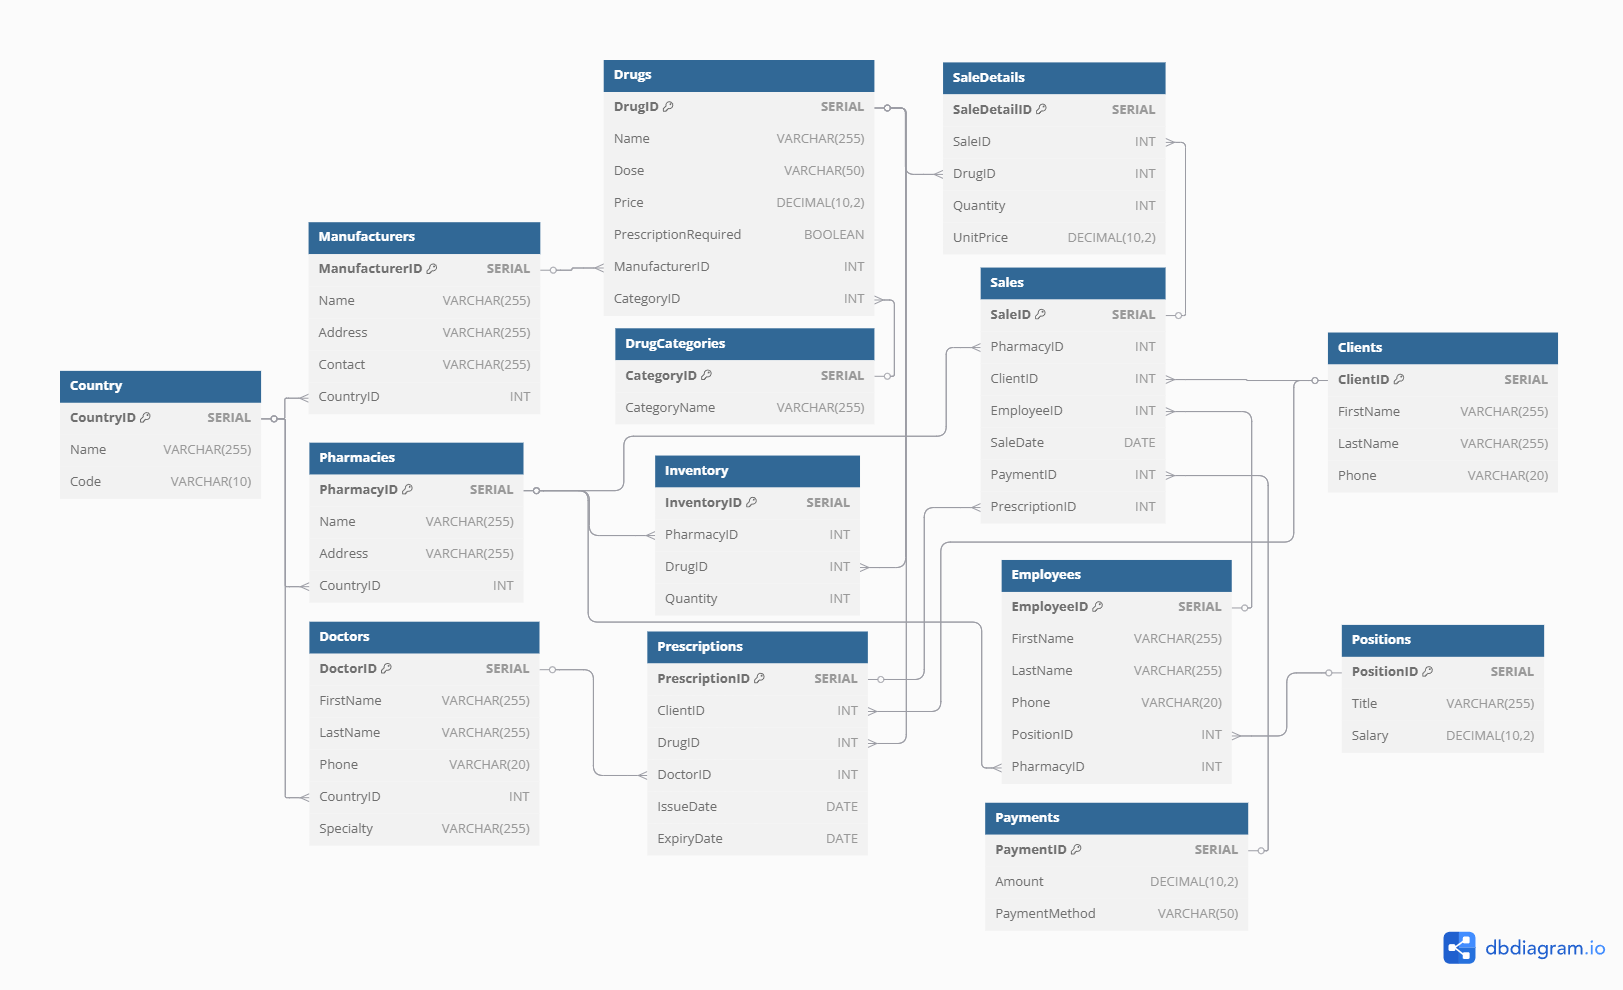 Drugs
DrugID SERIAL
Name VARCHAR(255)
Dose VARCHAR(50)
Price DECIMAL(10,2)
PrescriptionRequired BOOLEAN
ManufacturerID INT
CategoryID INT
SaleDetails
SaleDetailID SERIAL
SaleID INT
DrugID INT
Quantity INT
UnitPrice DECIMAL(10,2)
Manufacturers
ManufacturerID SERIAL
Name VARCHAR(255)
Address VARCHAR(255)
Contact VARCHAR(255)
CountryID INT
Sales
SaleID SERIAL
PharmacyID INT
ClientID INT
EmployeeID INT
SaleDate DATE
PaymentID INT
PrescriptionID INT
DrugCategories
CategoryID SERIAL
CategoryName VARCHAR(255)
Clients
ClientID SERIAL
FirstName VARCHAR(255)
LastName VARCHAR(255)
Phone VARCHAR(20)
Country
CountryID SERIAL
Name VARCHAR(255)
Code VARCHAR(10)
Pharmacies
PharmacyID SERIAL
Name VARCHAR(255)
Address VARCHAR(255)
CountryID INT
Inventory
InventoryID SERIAL
PharmacyID INT
DrugID INT
Quantity INT
Employees
EmployeeID SERIAL
FirstName VARCHAR(255)
LastName VARCHAR(255)
Phone VARCHAR(20)
PositionID INT
PharmacyID INT
Doctors
DoctorID SERIAL
FirstName VARCHAR(255)
LastName VARCHAR(255)
Phone VARCHAR(20)
CountryID INT
Specialty VARCHAR(255)
Prescriptions
PrescriptionID SERIAL
ClientID INT
DrugID INT
DoctorID INT
IssueDate DATE
ExpiryDate DATE
Positions
PositionID SERIAL
Title VARCHAR(255)
Salary DECIMAL(10,2)
Payments
PaymentID SERIAL
Amount DECIMAL(10,2)
PaymentMethod VARCHAR(50)
dbdiagram.io